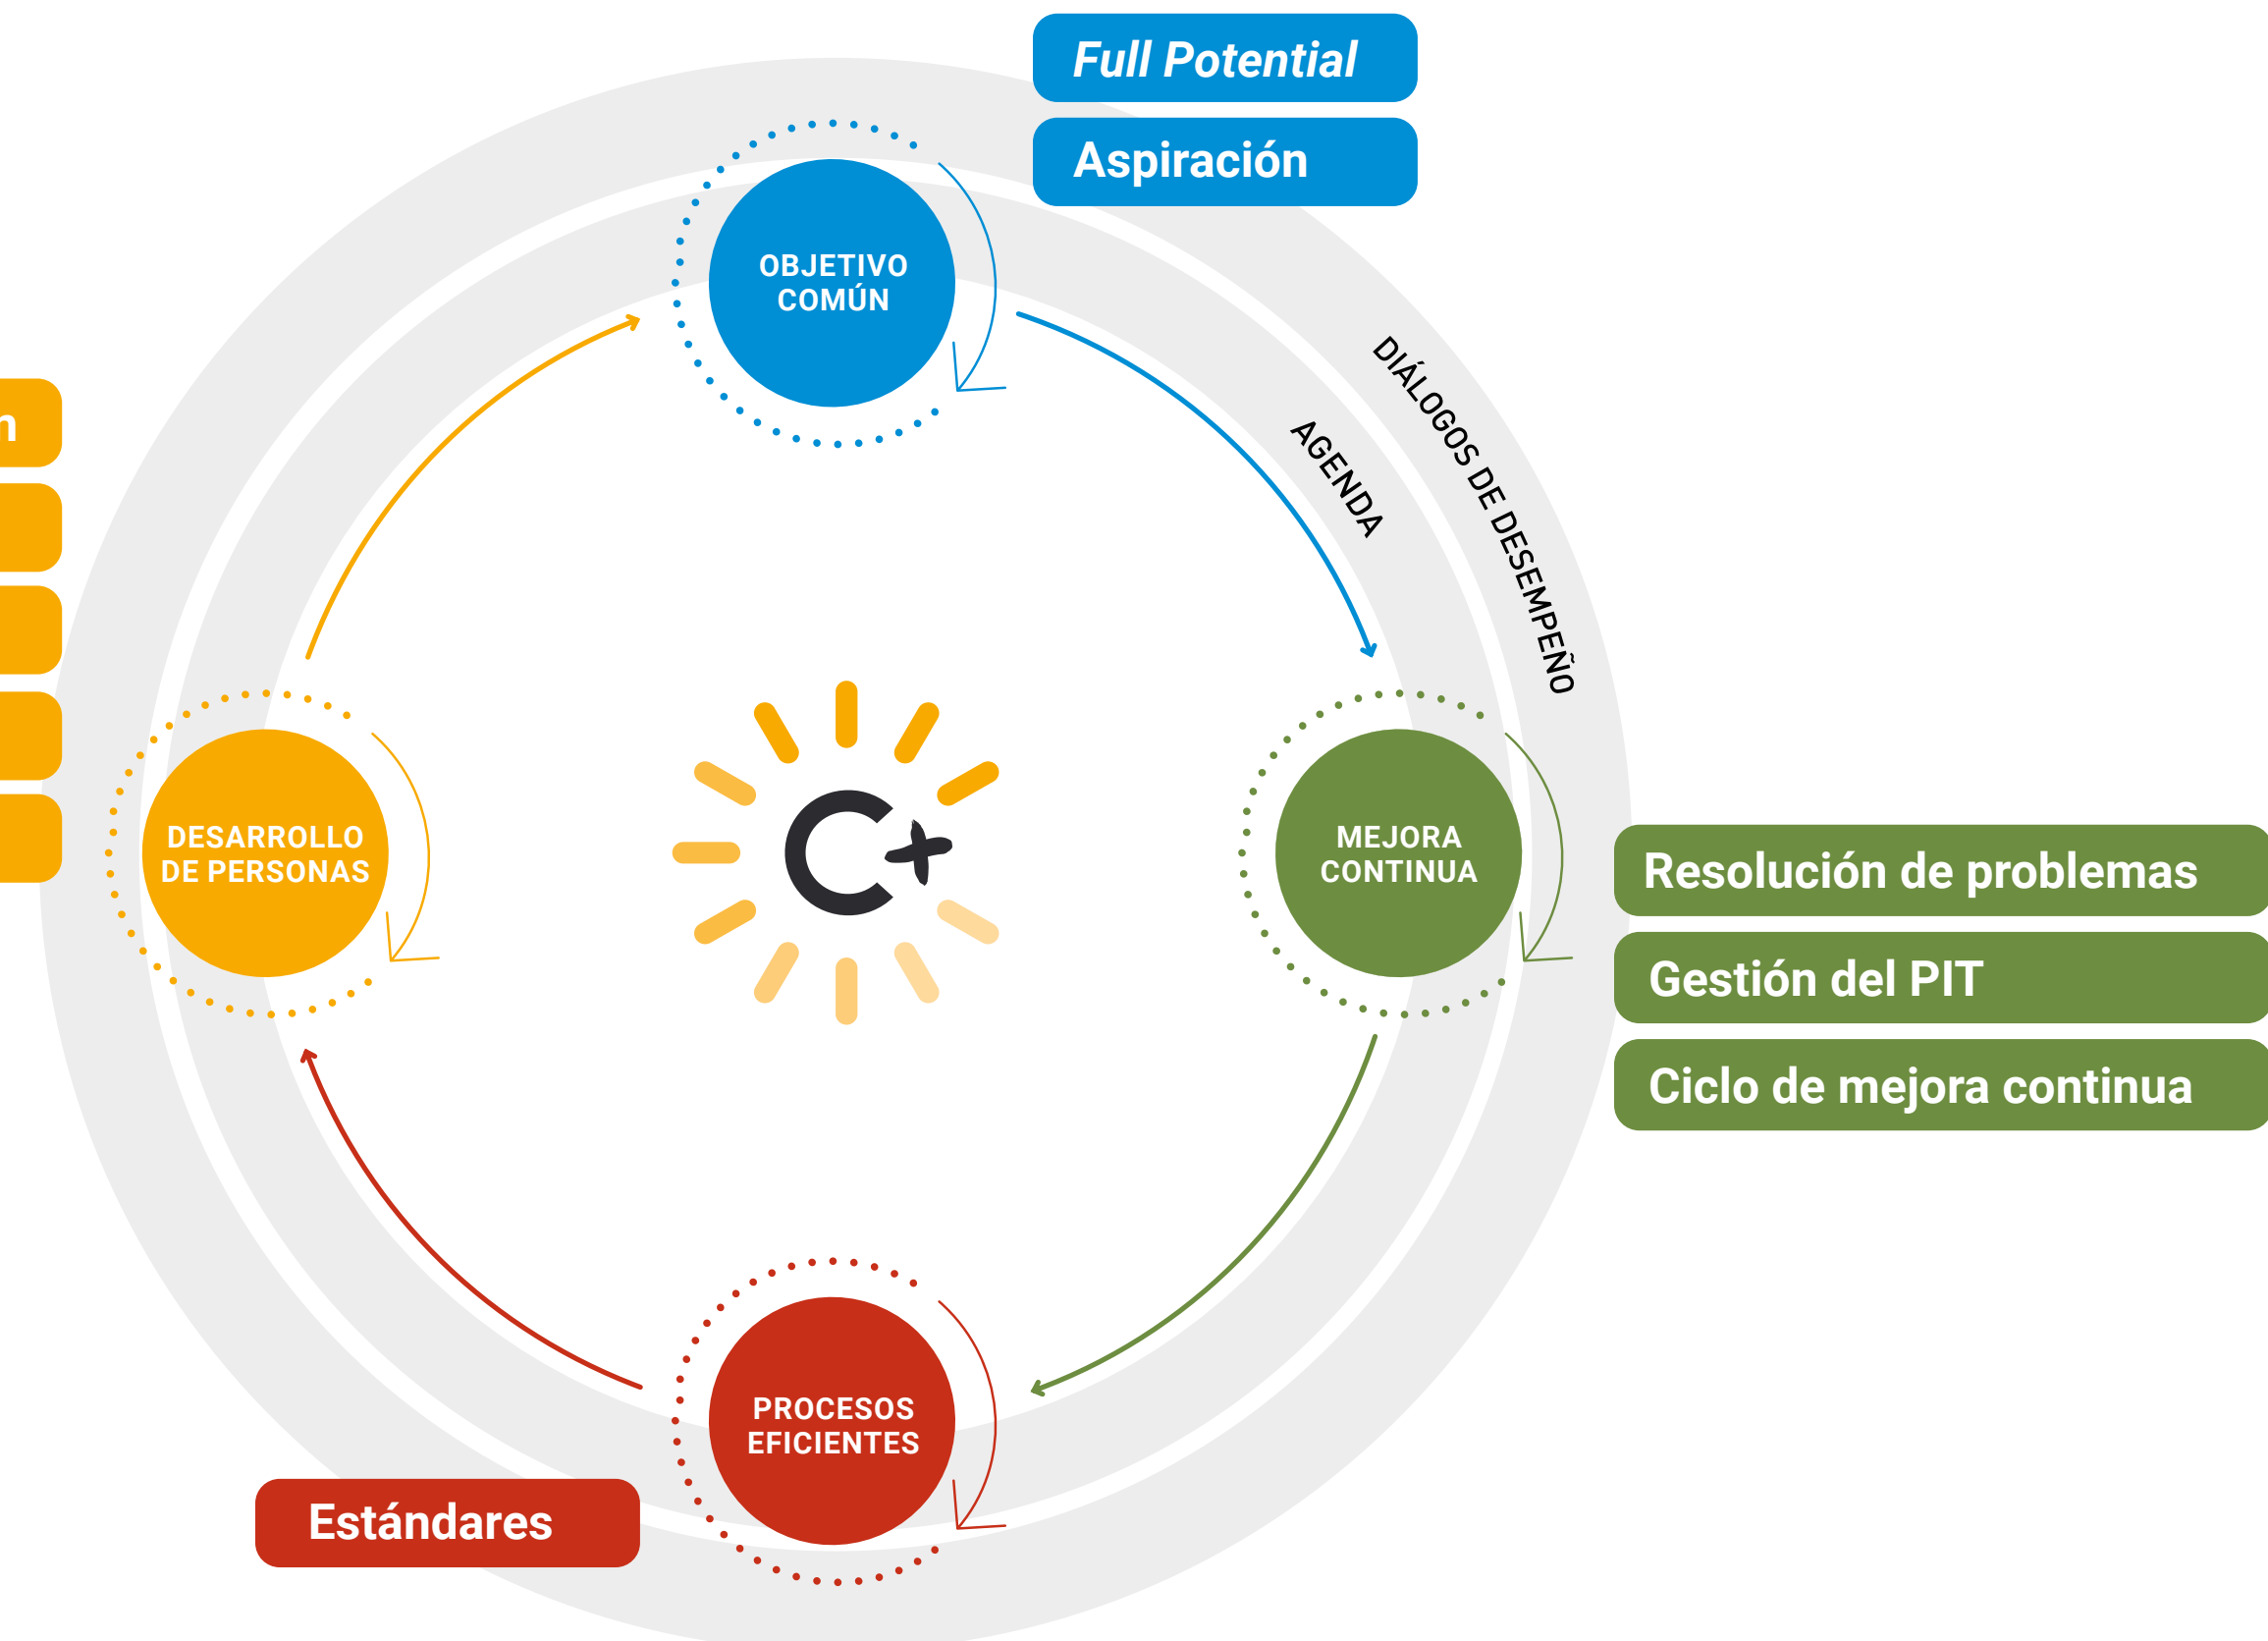 Full Potential
Aspiración
OBJETIVO
COMÚN
AGENDA
DIÁLOGOS DE DESEMPEÑO
DESARROLLO
DE PERSONAS
C+
MEJORA
CONTINUA
Resolución de problemas
Gestión del PIT
Ciclo de mejora continua
PROCESOS
EFICIENTES
Estándares